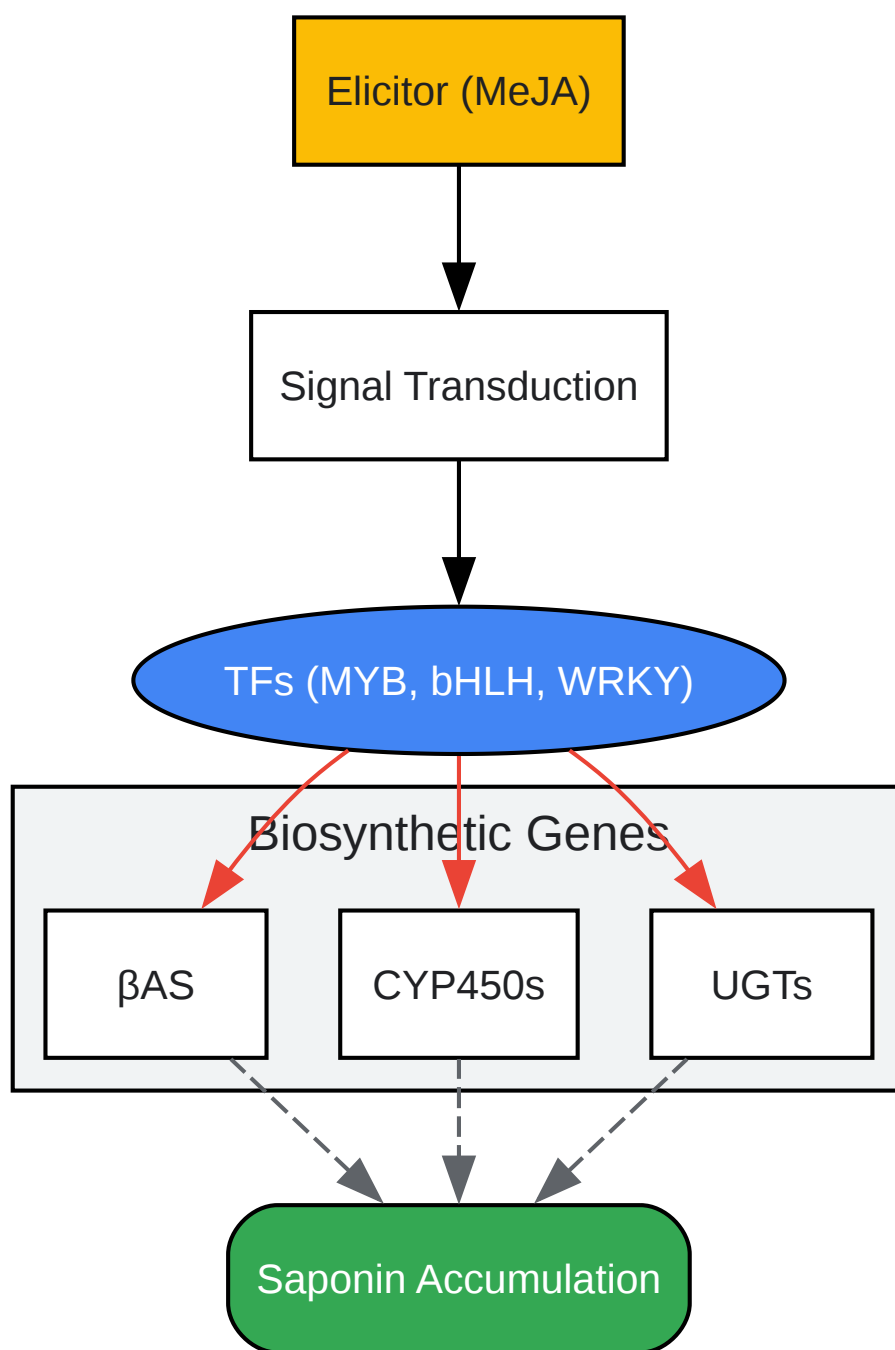 Elicitor (MeJA)
Signal Transduction
TFs (MYB, bHLH, WRKY)
Biosynthetic Genes
βAS
CYP450s
UGTs
Saponin Accumulation